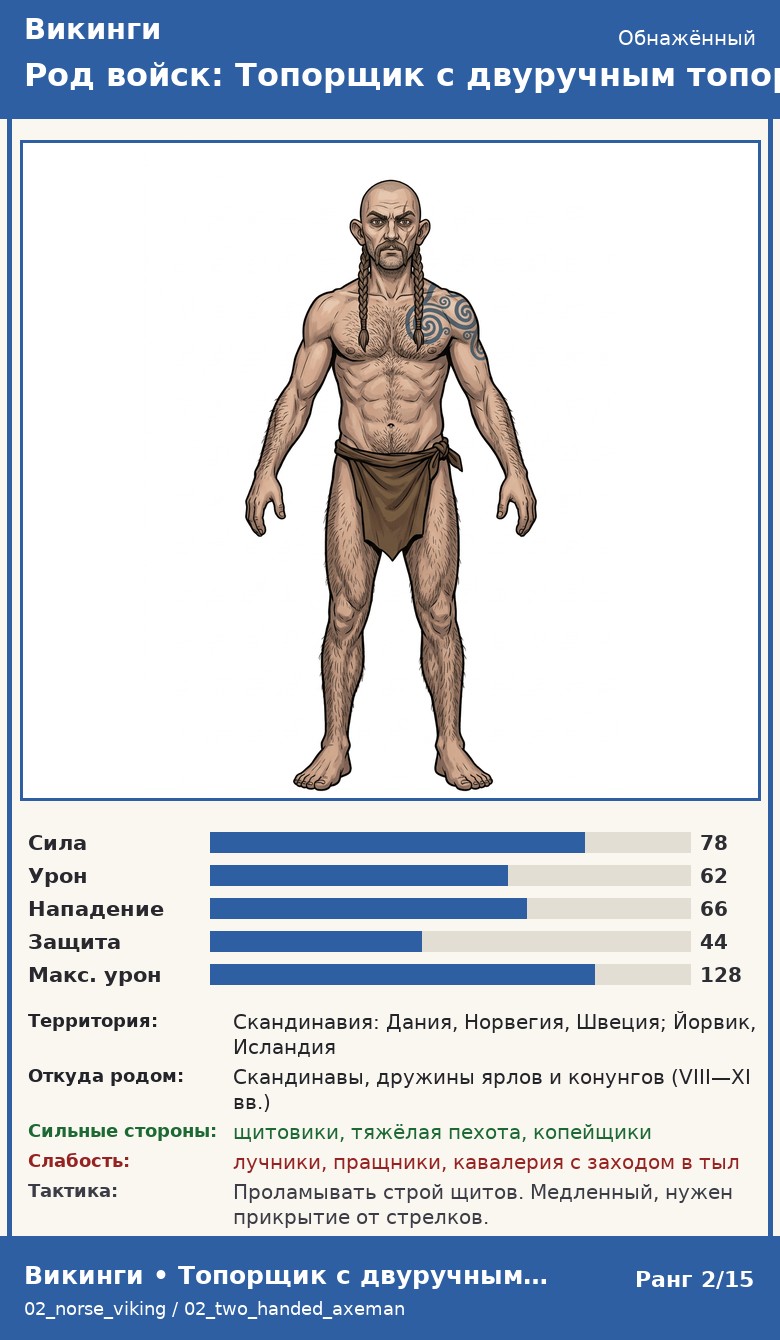 Викинги
Обнажённый
Род войск: Топорщик с двуручным топор
Сила 78
Урон 62
Нападение 66
Защита 44
Макс. урон 128
Территория: Скандинавия: Дания, Норвегия, Швеция; Йорвик,
Исландия
Откуда родом: Скандинавы, дружины ярлов и конунгов (VIII—XI
вв.)
Сильные стороны: щитовики, тяжёлая пехота, копейщики
Слабость: лучники, пращники, кавалерия с заходом в тыл
Тактика: Проламывать строй щитов. Медленный, нужен
прикрытие от стрелков.
Викинги • Топорщик с двуручным…
Ранг 2/15
02_norse_viking / 02_two_handed_axeman